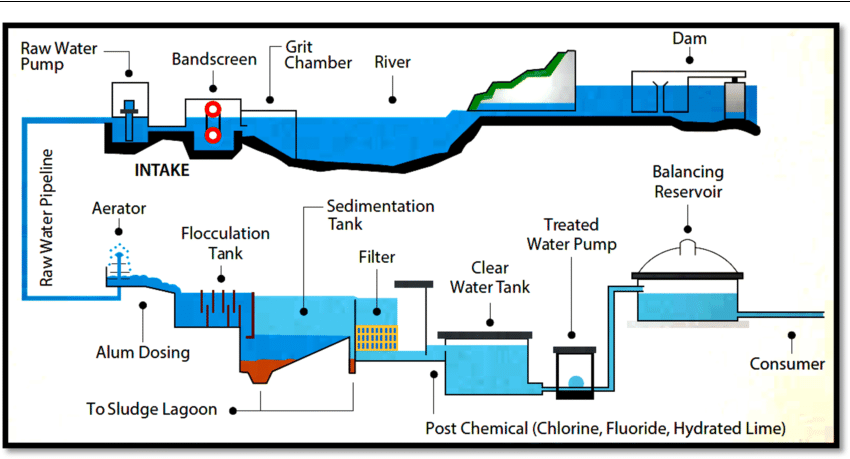 Raw Water
Pump
Bandscreen
Grit
Chamber
River
Dam
INTAKE
Raw Water Pipeline
Aerator
Flocculation
Tank
Sedimentation
Tank
Filter
Clear
Water Tank
Treated
Water Pump
Balancing
Reservoir
Alum Dosing
Consumer
To Sludge Lagoon
Post Chemical (Chlorine, Fluoride, Hydrated Lime)